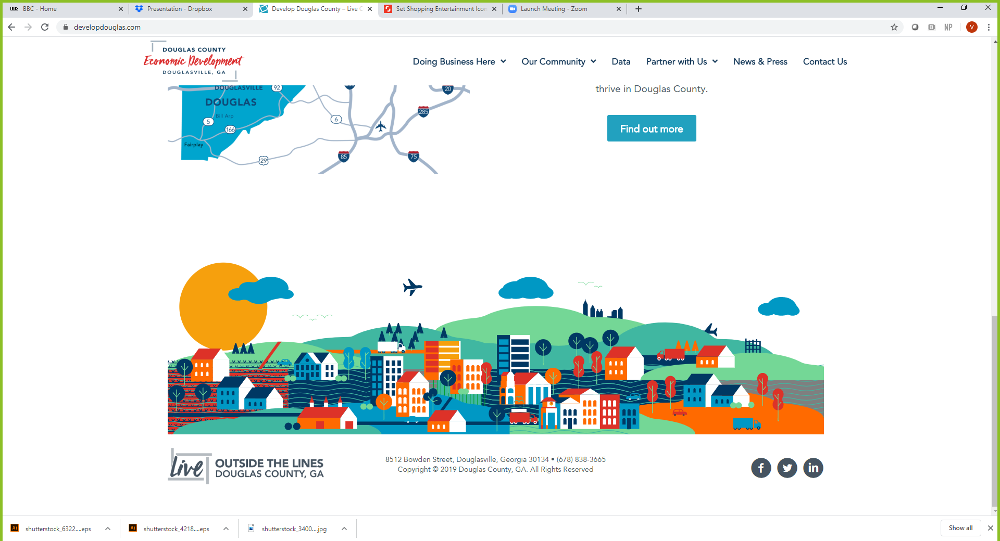 BBC - Home
Presentation - Dropbox
Develop Douglas County – Live
Set Shopping Entertainment Icon
Launch Meeting - Zoom
developdouglas.com
NP
V
DOUGLAS COUNTY
Economic Development
DOUGLASVILLE, GA
Doing Business Here
Our Community
Data
Partner with Us
News & Press
Contact Us
DOUGLASVILLE
92
20
DOUGLAS
285
Bill Arp
5
6
166
Fairplay
85
75
29
thrive in Douglas County.
Find out more
Live
OUTSIDE THE LINES
DOUGLAS COUNTY, GA
8512 Bowden Street, Douglasville, Georgia 30134 • (678) 838-3665
Copyright © 2019 Douglas County, GA. All Rights Reserved
f
in
Ai
shutterstock_6322....eps
Ai
shutterstock_4218....eps
shutterstock_3400....jpg
Show all